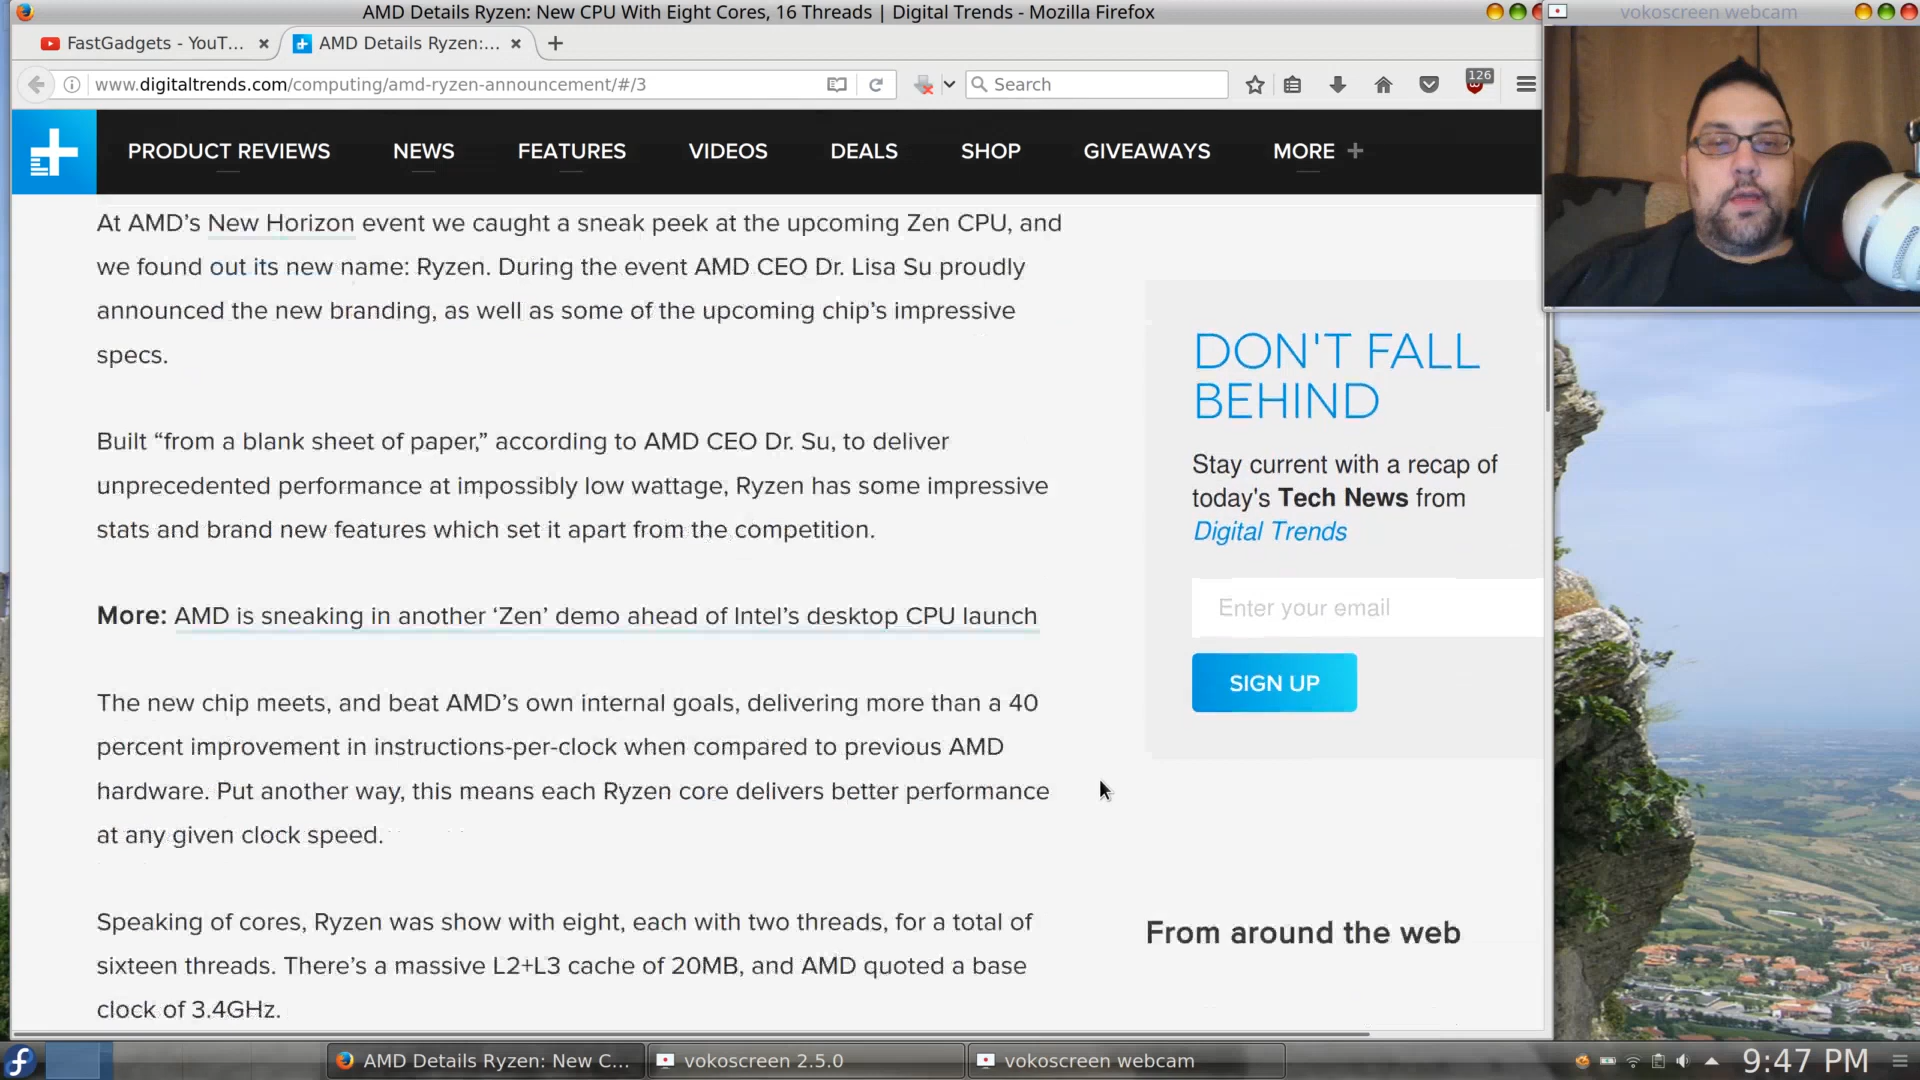 AMD Details Ryzen: New CPU With Eight Cores, 16 Threads | Digital Trends - Mozilla Firefox
vokoscreen webcam
FastGadgets - YouT...
AMD Details Ryzen:...
www.digitaltrends.com/computing/amd-ryzen-announcement/#/3
Search
126
PRODUCT REVIEWS
NEWS
FEATURES
VIDEOS
DEALS
SHOP
GIVEAWAYS
MORE +
At AMD’s New Horizon event we caught a sneak peek at the upcoming Zen CPU, and
we found out its new name: Ryzen. During the event AMD CEO Dr. Lisa Su proudly
announced the new branding, as well as some of the upcoming chip’s impressive
specs.
Built “from a blank sheet of paper,” according to AMD CEO Dr. Su, to deliver
unprecedented performance at impossibly low wattage, Ryzen has some impressive
stats and brand new features which set it apart from the competition.
More: AMD is sneaking in another ‘Zen’ demo ahead of Intel’s desktop CPU launch
The new chip meets, and beat AMD’s own internal goals, delivering more than a 40
percent improvement in instructions-per-clock when compared to previous AMD
hardware. Put another way, this means each Ryzen core delivers better performance
at any given clock speed.
Speaking of cores, Ryzen was show with eight, each with two threads, for a total of
sixteen threads. There’s a massive L2+L3 cache of 20MB, and AMD quoted a base
clock of 3.4GHz.
DON'T FALL
BEHIND
Stay current with a recap of
today's Tech News from
Digital Trends
Enter your email
SIGN UP
From around the web
AMD Details Ryzen: New C...
vokoscreen 2.5.0
vokoscreen webcam
9:47 PM